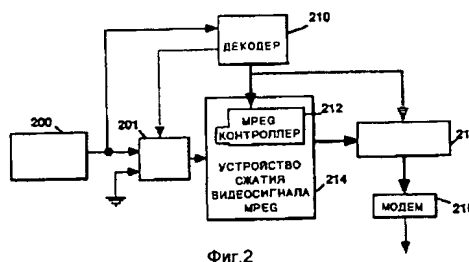 210
ДЕКОДЕР
200
201
212
MPEG
КОНТРОЛЛЕР
УСТРОЙСТВО
СЖАТИЯ
ВИДЕОСИГНАЛА
MPEG
214
МОДЕМ
Фиг.2